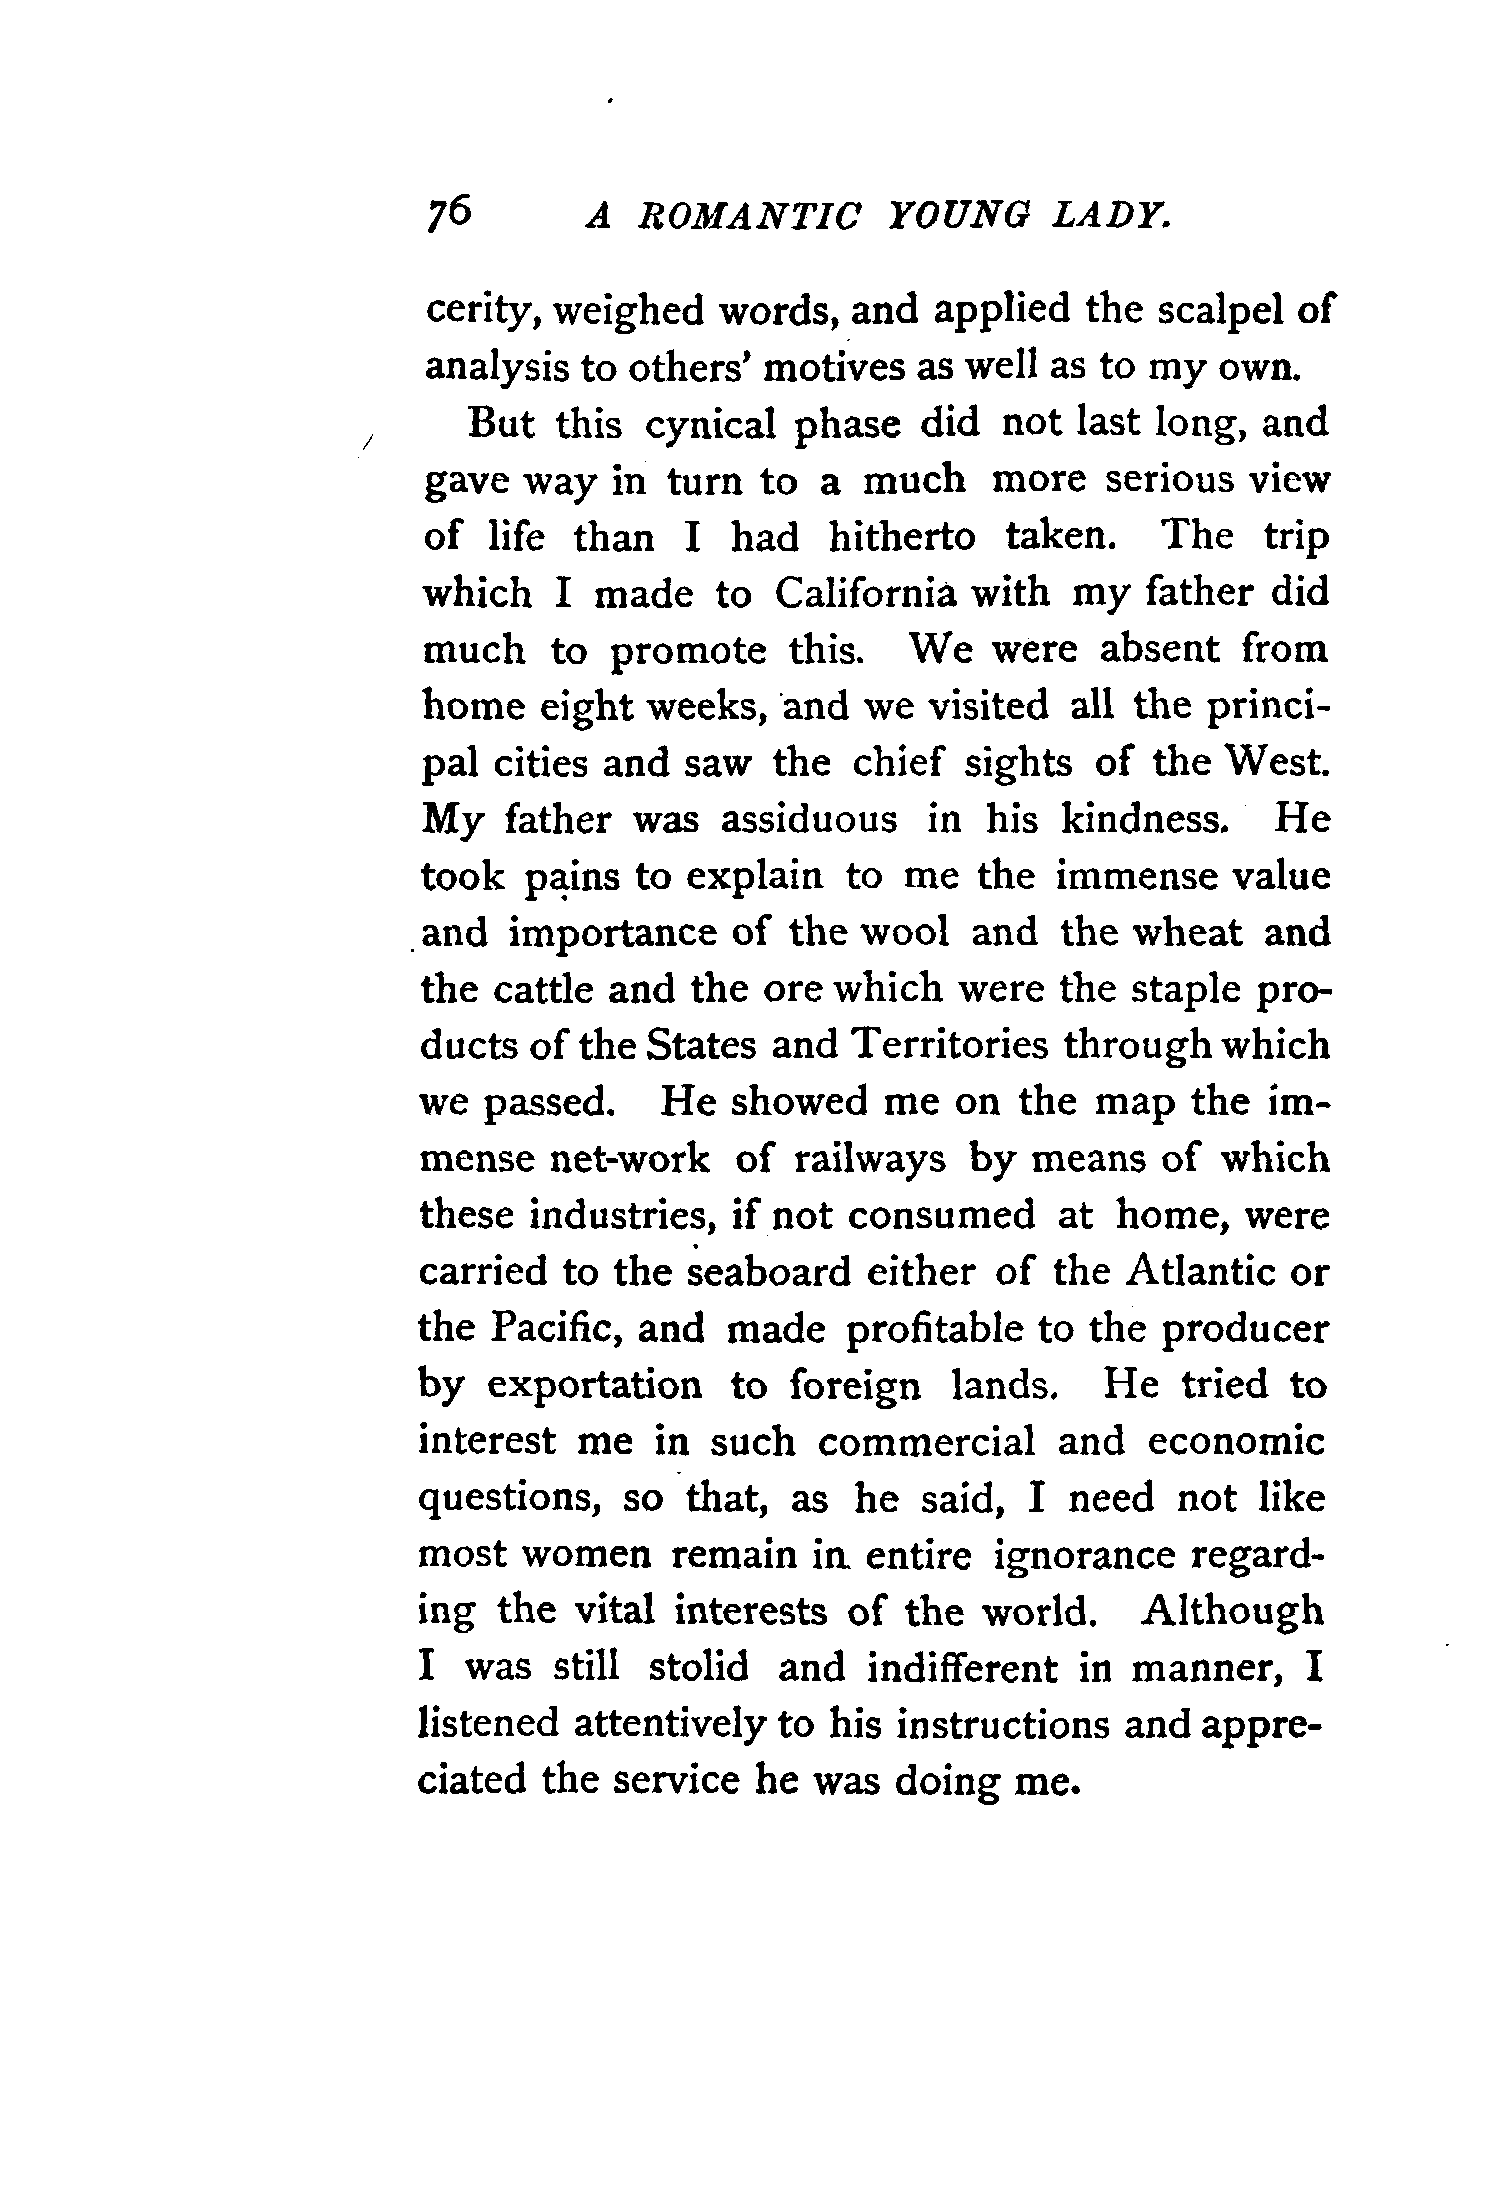 76 A ROMANTIC YOUNG LADY.
cerity, weighed words, and applied the scalpel of
analysis to others' motives as well as to my own.
But this cynical phase did not last long, and
gave way in turn to a much more serious view
of life than I had hitherto taken. The trip
which I made to California with my father did
much to promote this. We were absent from
home eight weeks, and we visited all the princi-
pal cities and saw the chief sights of the West.
My father was assiduous in his kindness. He
took pains to explain to me the immense value
and importance of the wool and the wheat and
the cattle and the ore which were the staple pro-
ducts of the States and Territories through which
we passed. He showed me on the map the im-
mense net-work of railways by means of which
these industries, if not consumed at home, were
carried to the seaboard either of the Atlantic or
the Pacific, and made profitable to the producer
by exportation to foreign lands. He tried to
interest me in such commercial and economic
questions, so that, as he said, I need not like
most women remain in entire ignorance regard-
ing the vital interests of the world. Although
I was still stolid and indifferent in manner, I
listened attentively to his instructions and appre-
ciated the service he was doing me.